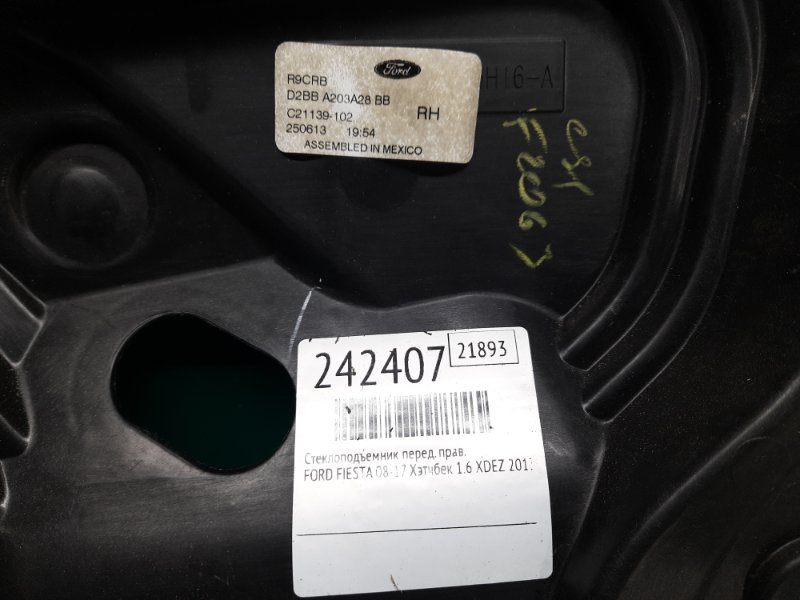 Ford
R9CRB
D2BB A203A28 BB
C21139-102
RH
250613 19:54
ASSEMBLED IN MEXICO
H16-A
242407
21893
Стеклоподъемник перед. прав.
FORD FIESTA 08-17 Хэтчбек 1.6 XDEZ